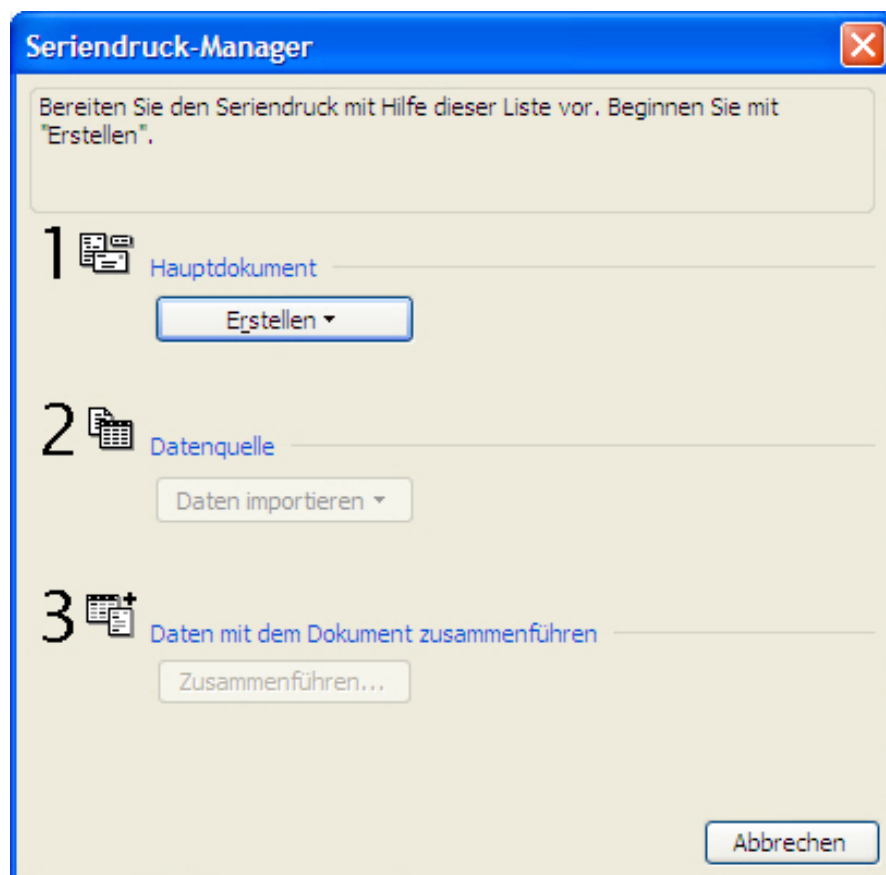 Seriendruck-Manager
Bereiten Sie den Seriendruck mit Hilfe dieser Liste vor. Beginnen Sie mit
"Erstellen".
1 Hauptdokument
Erstellen
2 Datenquelle
Daten importieren
3 Daten mit dem Dokument zusammenführen
Zusammenführen...
Abbrechen